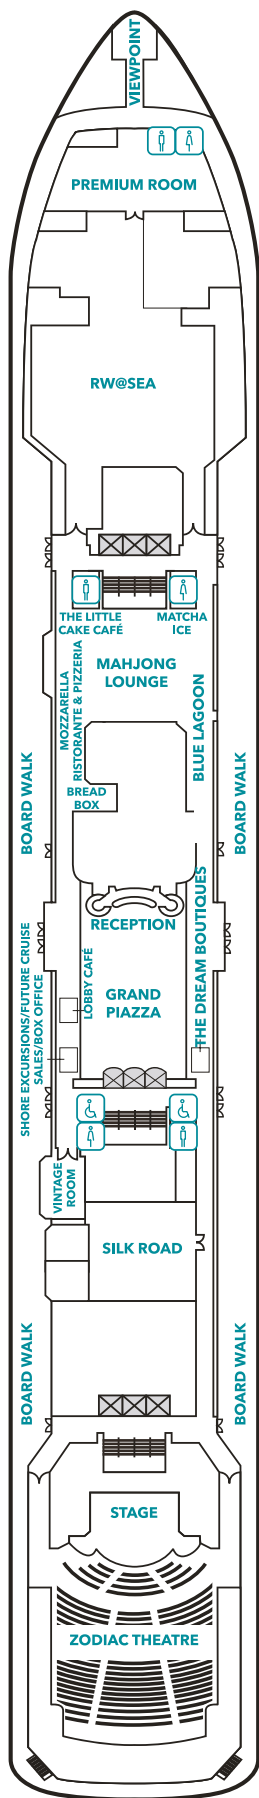 VIEWPOINT
PREMIUM ROOM
RW@SEA
THE LITTLE
CAKE CAFÉ
MATCHA
ICE
MAHJONG
LOUNGE
MOZZARELLA
RISTORANTE & PIZZERIA
BLUE LAGOON
BOARD WALK
BOARD WALK
BREAD
BOX
RECEPTION
THE DREAM BOUTIQUES
LOBBY CAFÉ
GRAND
PIAZZA
SHORE EXCURSIONS/FUTURE CRUISE
SALES/BOX OFFICE
VINTAGE
ROOM
SILK ROAD
BOARD WALK
BOARD WALK
STAGE
ZODIAC THEATRE